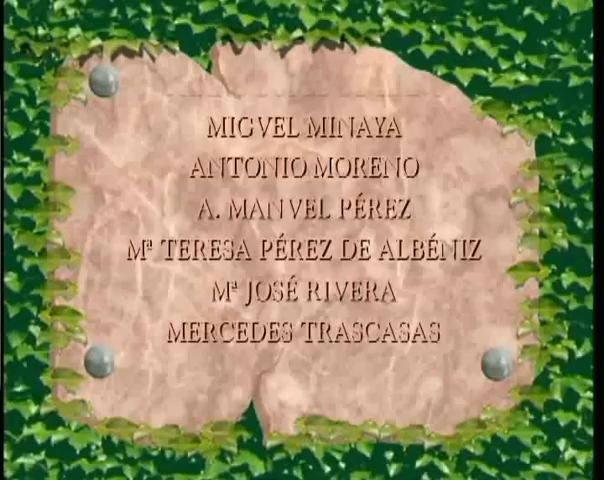 MIGVEL MINAYA
ANTONIO MORENO
A. MANVEL PÉREZ
Mª TERESA PÉREZ DE ALBÉNIZ
Mª JOSÉ RIVERA
MERCEDES TRASCASAS